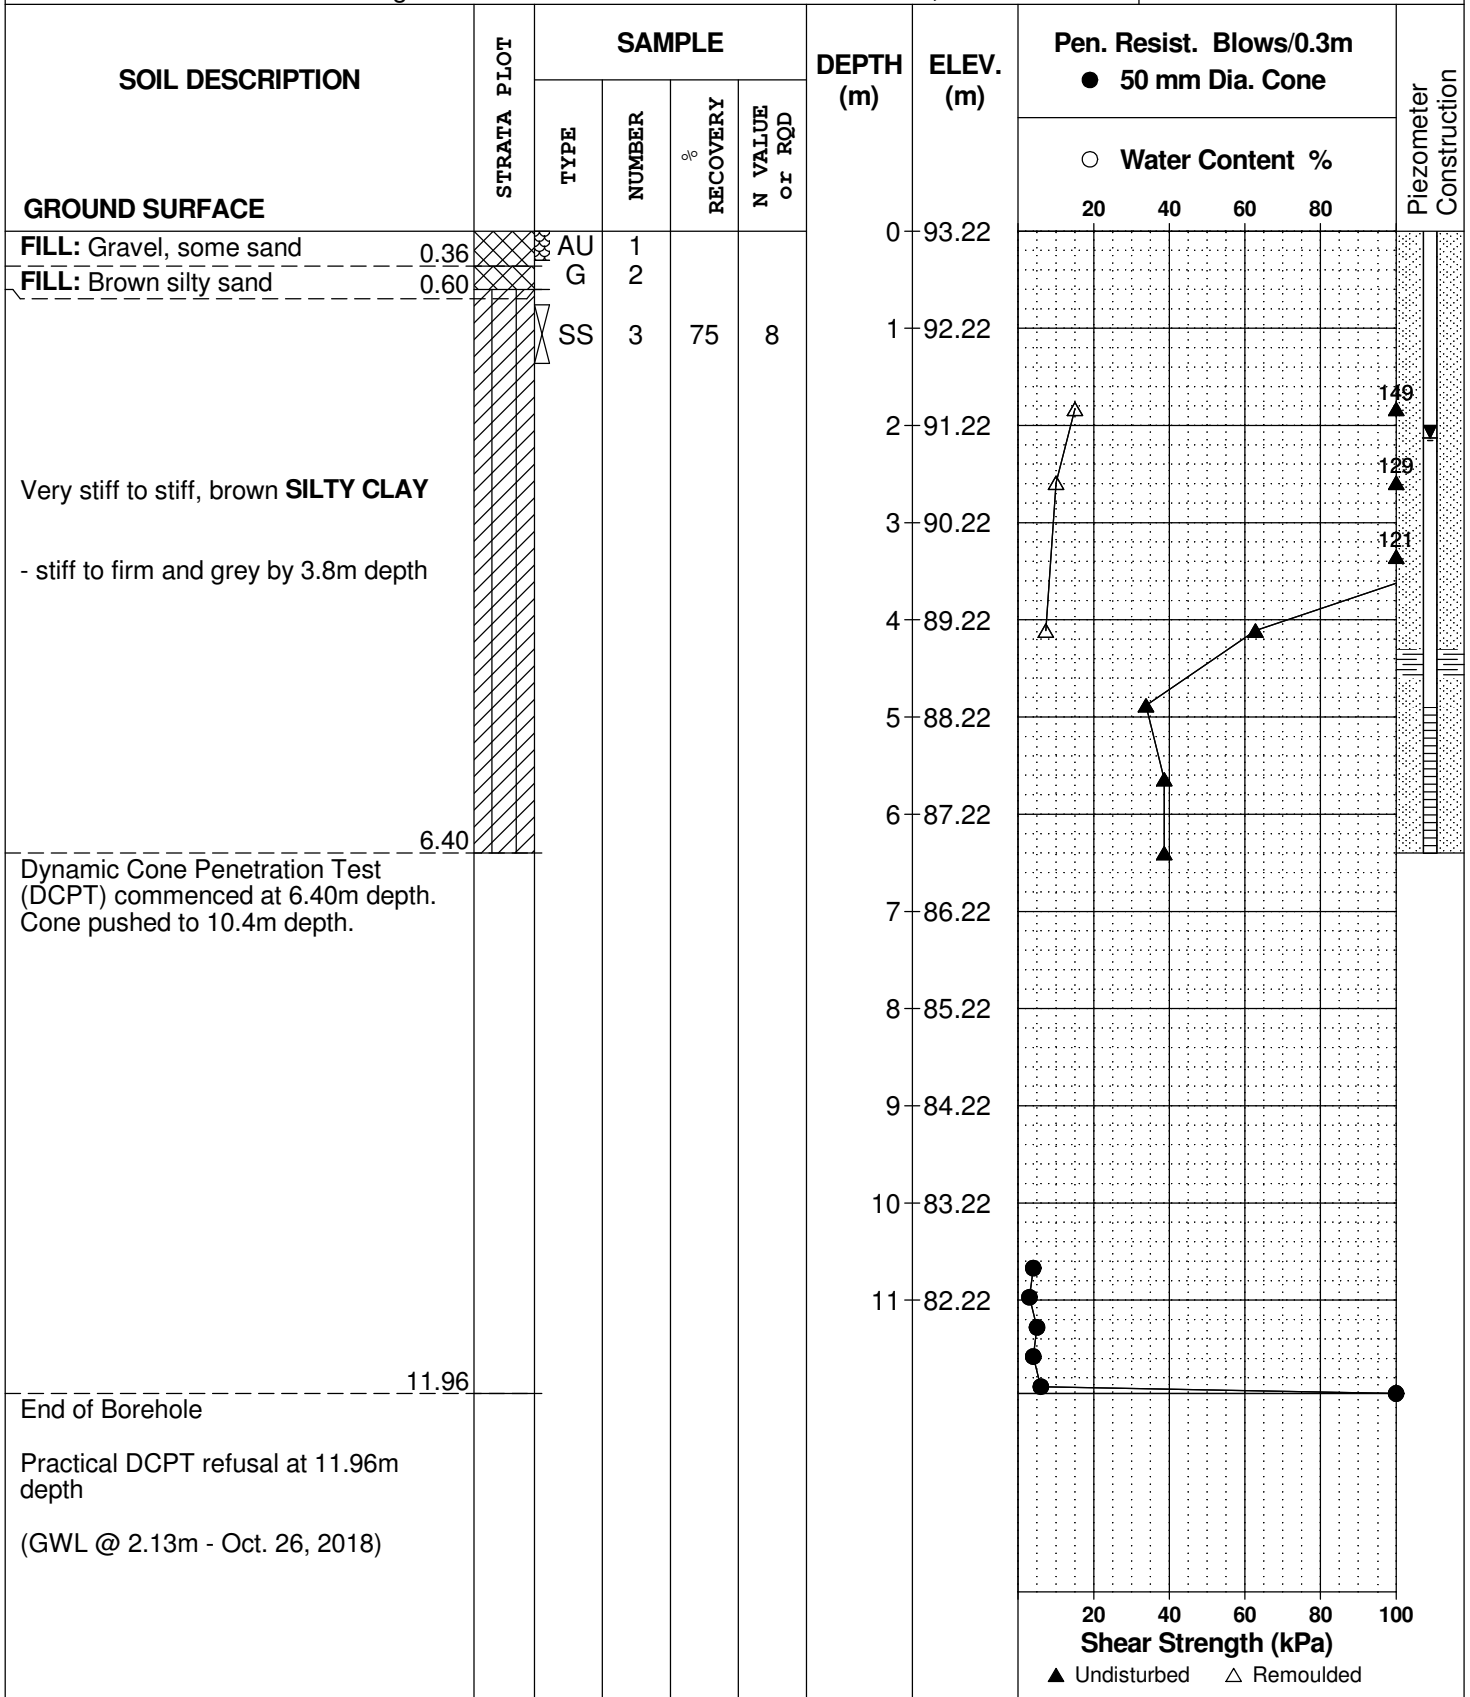 SOIL DESCRIPTION
GROUND SURFACE
STRATA PLOT
SAMPLE
TYPE
NUMBER
%
RECOVERY
N VALUE
or RQD
DEPTH
(m)
ELEV.
(m)
Pen. Resist. Blows/0.3m
● 50 mm Dia. Cone
○ Water Content %
20 40 60 80
Piezometer
Construction
FILL: Gravel, some sand 0.36
AU 1
FILL: Brown silty sand 0.60
G 2
SS 3 75 8
0 93.22
1 92.22
2 91.22
3 90.22
4 89.22
5 88.22
6 87.22
7 86.22
8 85.22
9 84.22
10 83.22
11 82.22
149
129
121
Very stiff to stiff, brown SILTY CLAY
- stiff to firm and grey by 3.8m depth
6.40
Dynamic Cone Penetration Test
(DCPT) commenced at 6.40m depth.
Cone pushed to 10.4m depth.
11.96
End of Borehole
Practical DCPT refusal at 11.96m
depth
(GWL @ 2.13m - Oct. 26, 2018)
20 40 60 80 100
Shear Strength (kPa)
▲ Undisturbed △ Remoulded